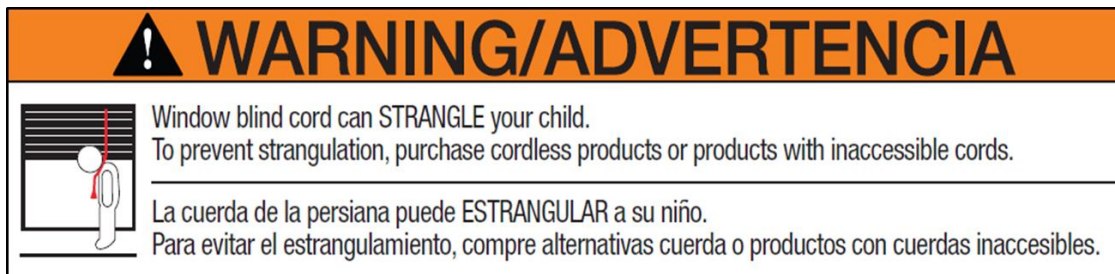 WARNING/ADVERTENCIA
Window blind cord can STRANGLE your child.
To prevent strangulation, purchase cordless products or products with inaccessible cords.
La cuerda de la persiana puede ESTRANGULAR a su niño.
Para evitar el estrangulamiento, compre alternativas cuerda o productos con cuerdas inaccesibles.